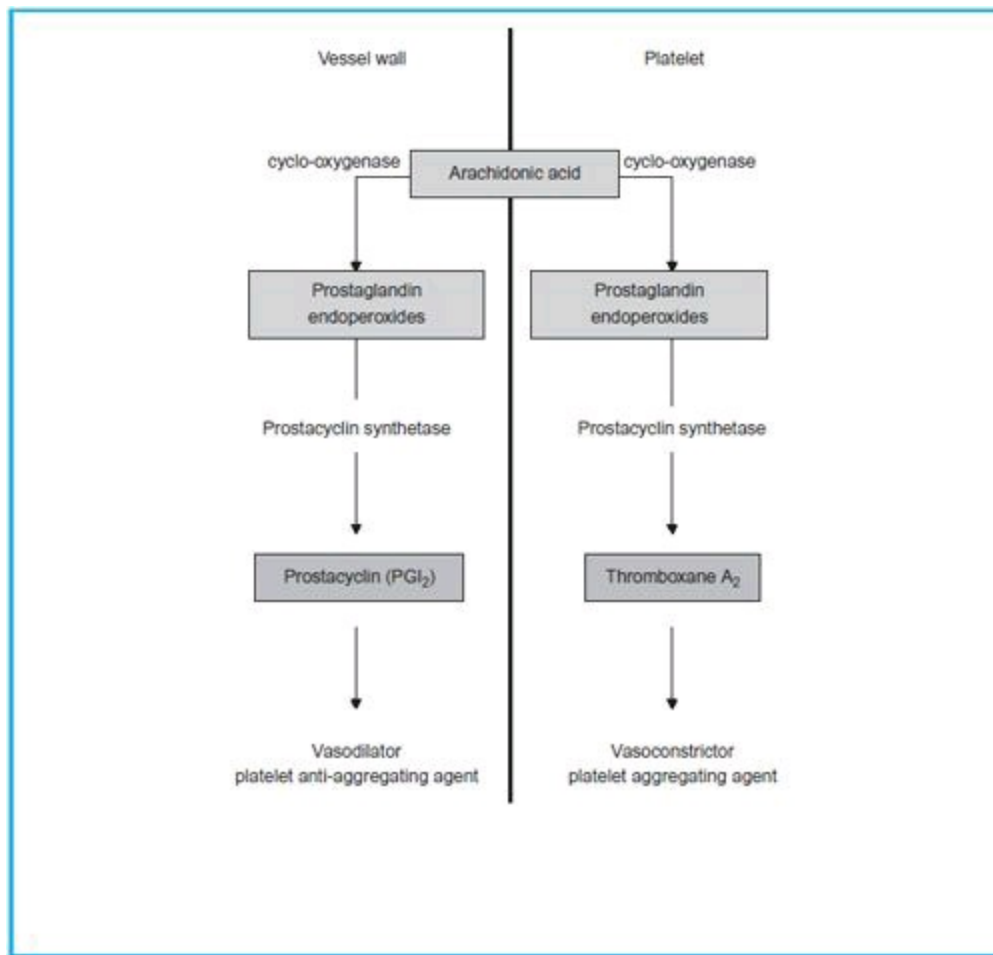 Vessel wall
Platelet
cyclo-oxygenase
Arachidonic acid
cyclo-oxygenase
Prostaglandin
endoperoxides
Prostaglandin
endoperoxides
Prostacyclin synthetase
Prostacyclin synthetase
Prostacyclin (PGI₂)
Thromboxane A₂
Vasodilator
platelet anti-aggregating agent
Vasoconstrictor
platelet aggregating agent